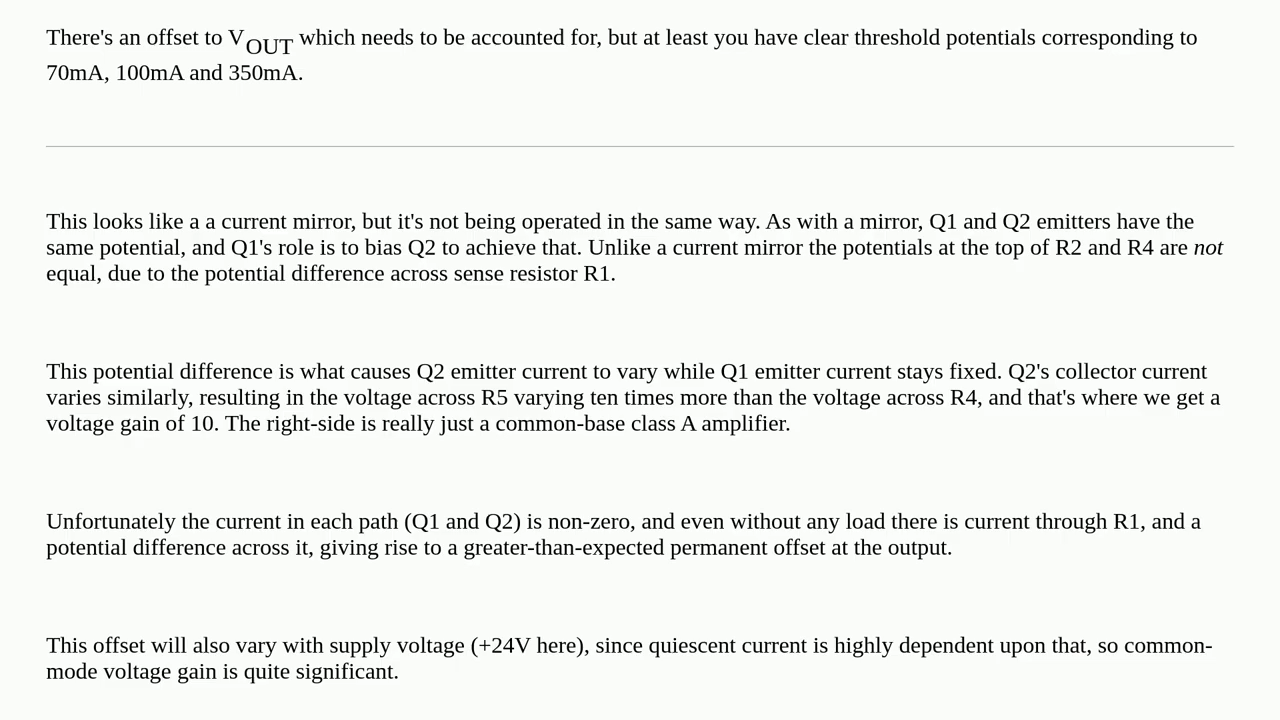 There's an offset to VOUT which needs to be accounted for, but at least you have clear threshold potentials corresponding to
70mA, 100mA and 350mA.
This looks like a a current mirror, but it's not being operated in the same way. As with a mirror, Q1 and Q2 emitters have the
same potential, and Q1's role is to bias Q2 to achieve that. Unlike a current mirror the potentials at the top of R2 and R4 are not
equal, due to the potential difference across sense resistor R1.
This potential difference is what causes Q2 emitter current to vary while Q1 emitter current stays fixed. Q2's collector current
varies similarly, resulting in the voltage across R5 varying ten times more than the voltage across R4, and that's where we get a
voltage gain of 10. The right-side is really just a common-base class A amplifier.
Unfortunately the current in each path (Q1 and Q2) is non-zero, and even without any load there is current through R1, and a
potential difference across it, giving rise to a greater-than-expected permanent offset at the output.
This offset will also vary with supply voltage (+24V here), since quiescent current is highly dependent upon that, so common-
mode voltage gain is quite significant.